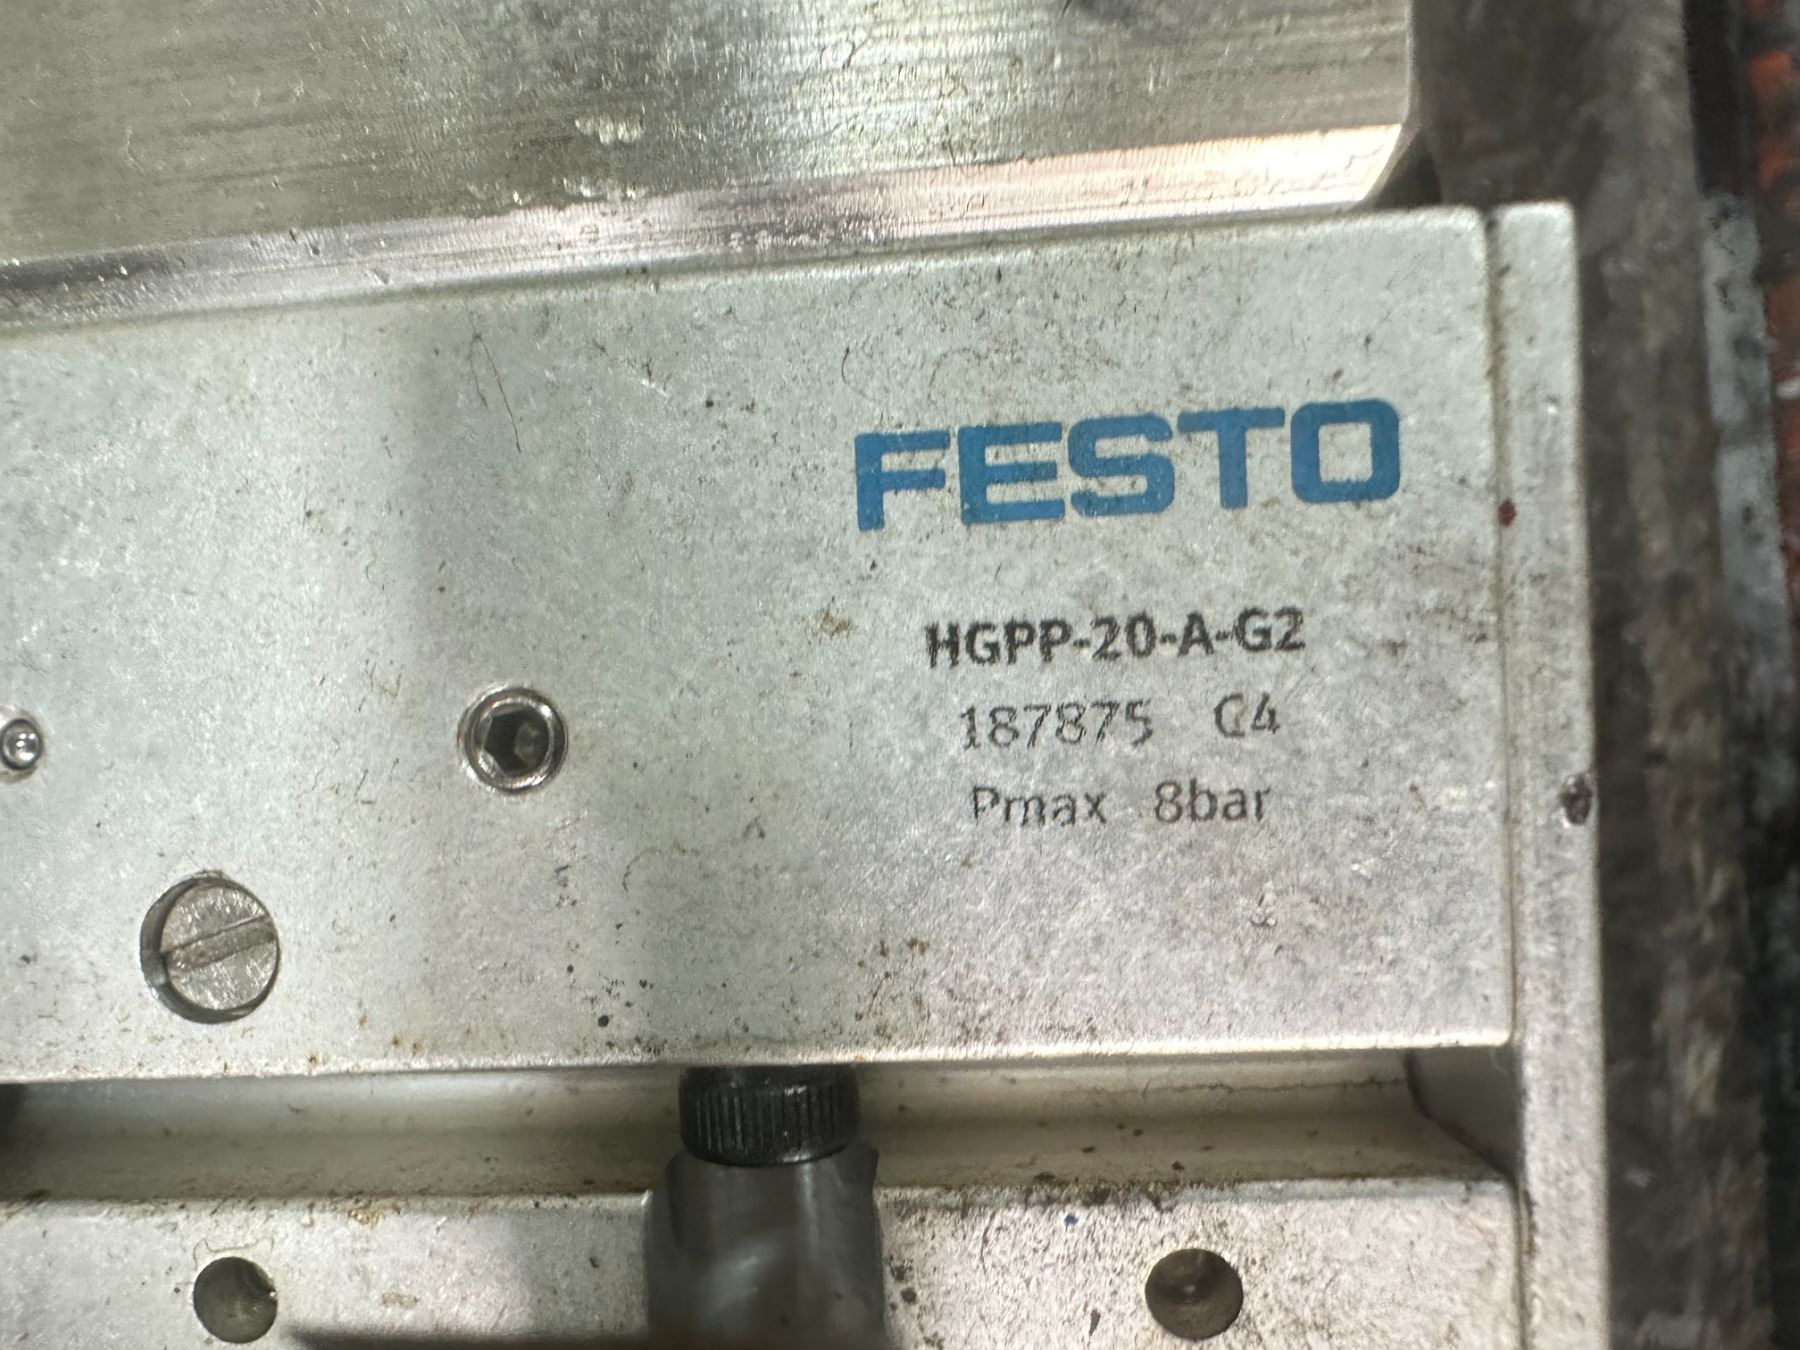 FESTO
HGPP-20-A-G2
187875 C4
Pmax 8bar